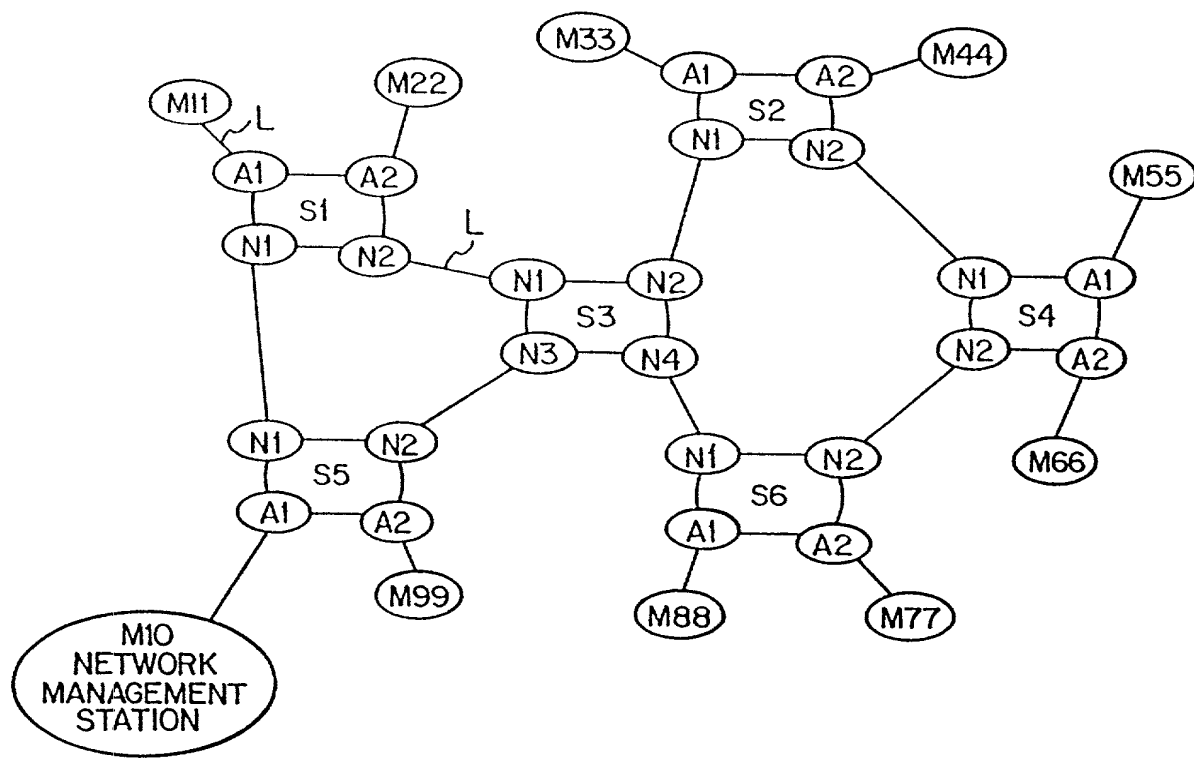 M33
M44
A1
A2
S2
N1
N2
M11
L
M22
A1
A2
S1
N1
N2
L
M55
N1
N2
S3
N3
N4
N1
A1
S4
N2
A2
M66
N1
N2
S5
A1
A2
M99
N1
N2
S6
A1
A2
M88
M77
M10
NETWORK
MANAGEMENT
STATION